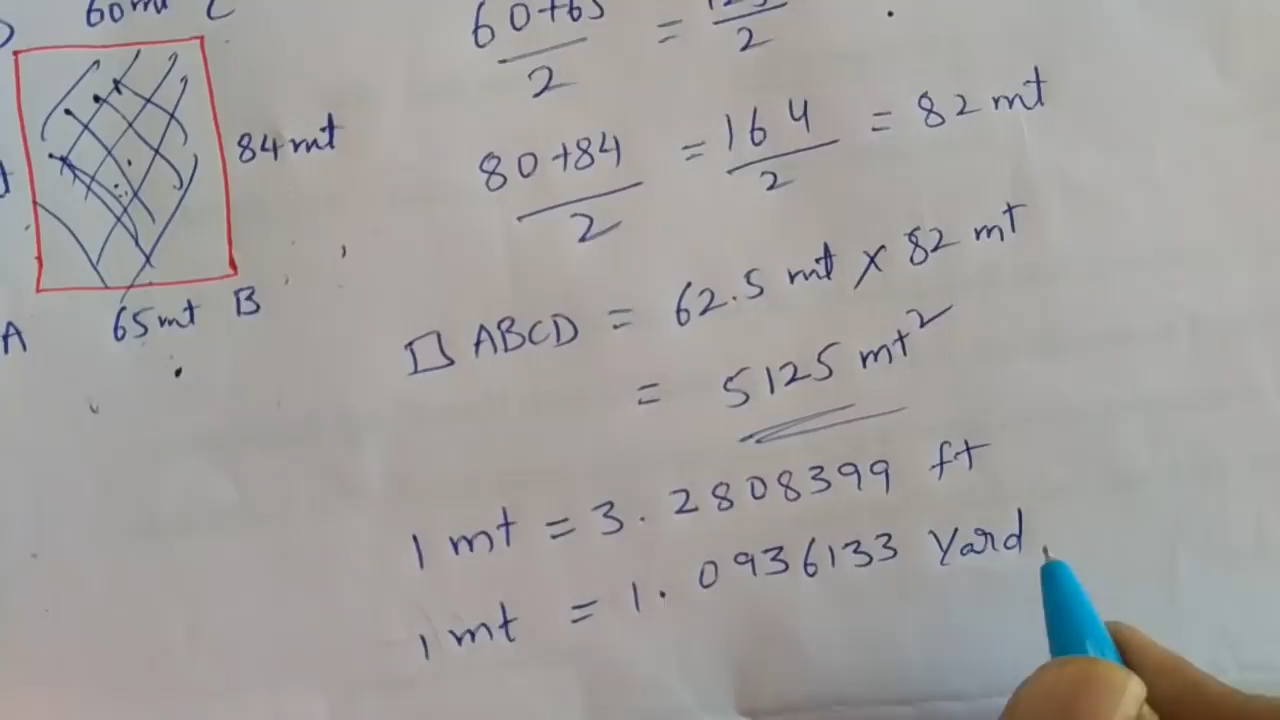 60mt C
60+65/2 = 125/2
80+84/2 = 164/2 = 82 mt
84mt
65mt B
A
□ ABCD = 62.5 mt x 82 mt
= 5125 mt²
1 mt = 3.2808399 ft
1 mt = 1.0936133 Yard